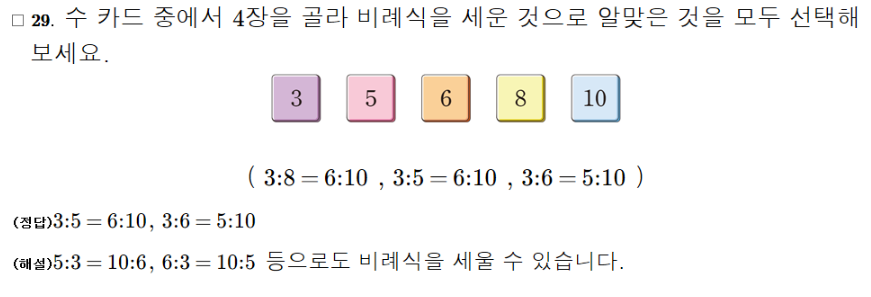 □ 29. 수 카드 중에서 4장을 골라 비례식을 세운 것으로 알맞은 것을 모두 선택해
보세요.
3 5 6 8 10
( 3:8 = 6:10 , 3:5 = 6:10 , 3:6 = 5:10 )
(정답)3:5 = 6:10, 3:6 = 5:10
(해설)5:3 = 10:6, 6:3 = 10:5 등으로도 비례식을 세울 수 있습니다.